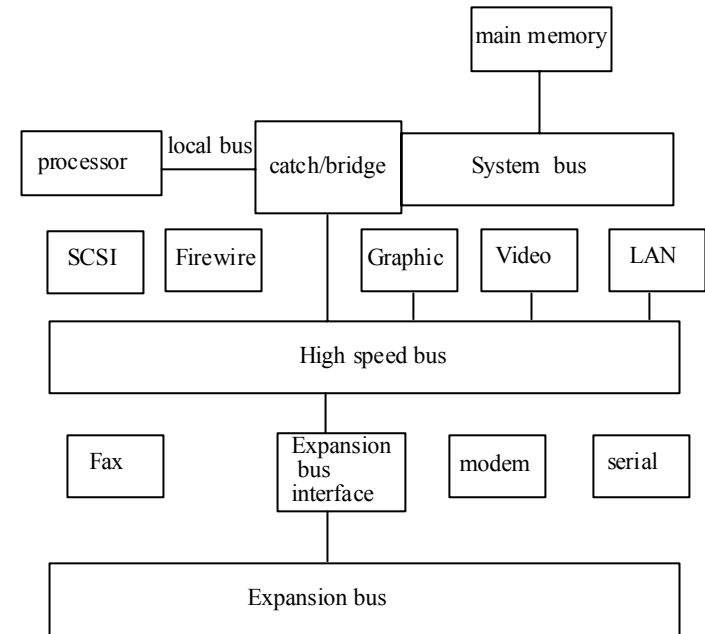 main memory
local bus
processor
catch/bridge
System bus
SCSI
Firewire
Graphic
Video
LAN
High speed bus
Fax
Expansion
bus
interface
modem
serial
Expansion bus